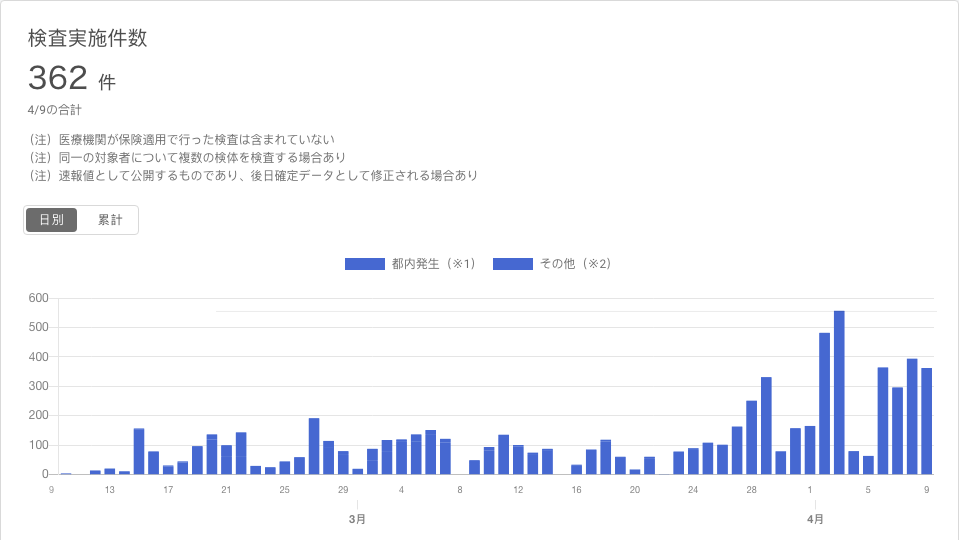 検査実施件数
362 件
4/9の合計
（注）医療機関が保険適用で行った検査は含まれていない
（注）同一の対象者について複数の検体を検査する場合あり
（注）速報値として公開するものであり、後日確定データとして修正される場合あり
日別 累計
都内発生（※1） その他（※2）
600
500
400
300
200
100
0
9 13 17 21 25 29 4 8 12 16 20 24 28 1 5 9
3月 4月